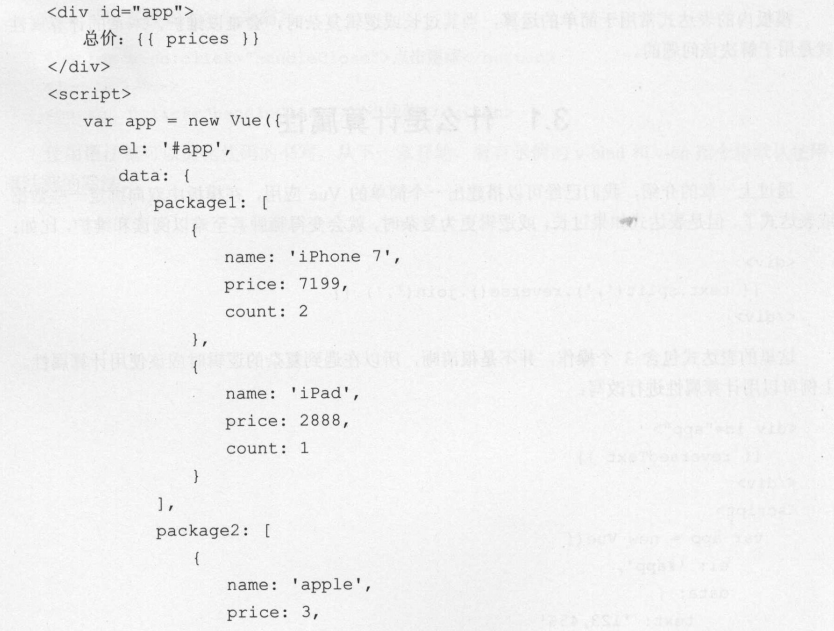 <div id="app">
    总价: {{ prices }}
</div>
<script>
    var app = new Vue({
        el: '#app',
        data: {
            package1: [
                {
                    name: 'iPhone 7',
                    price: 7199,
                    count: 2
                },
                {
                    name: 'iPad',
                    price: 2888,
                    count: 1
                }
            ],
            package2: [
                {
                    name: 'apple',
                    price: 3,